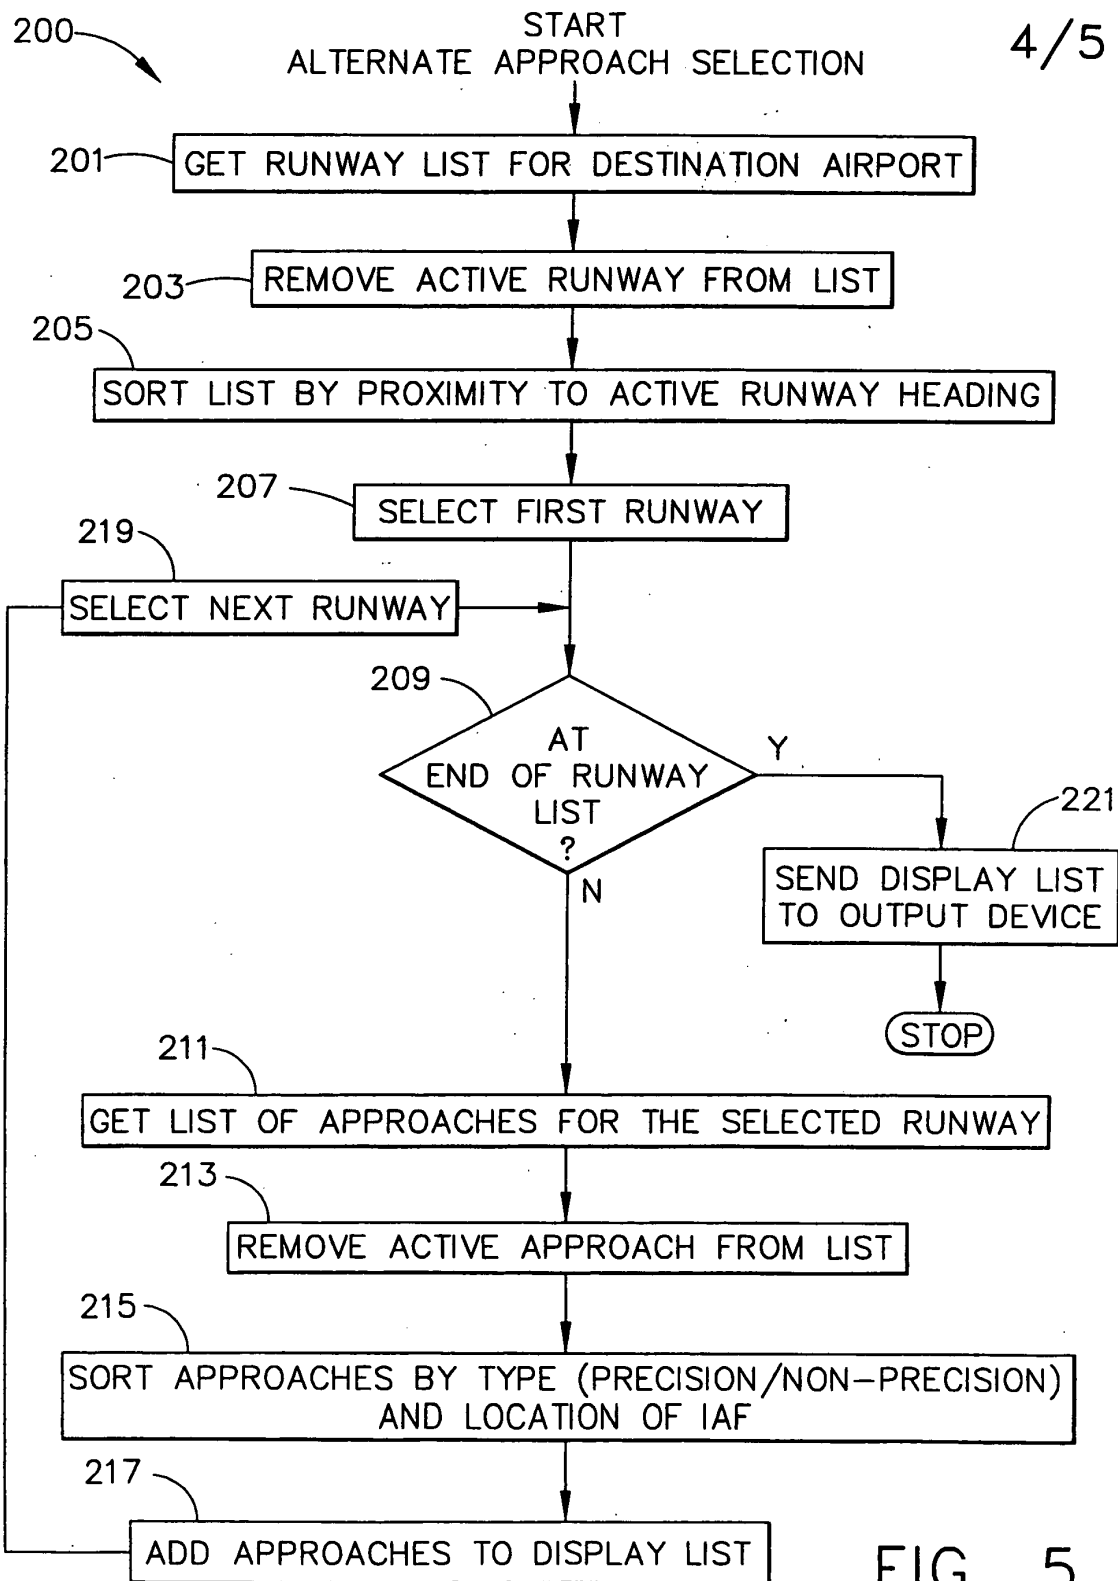 200
START
ALTERNATE APPROACH SELECTION
4/5
201
GET RUNWAY LIST FOR DESTINATION AIRPORT
203
REMOVE ACTIVE RUNWAY FROM LIST
205
SORT LIST BY PROXIMITY TO ACTIVE RUNWAY HEADING
207
SELECT FIRST RUNWAY
219
SELECT NEXT RUNWAY
209
AT
END OF RUNWAY
LIST
?
Y
N
221
SEND DISPLAY LIST
TO OUTPUT DEVICE
STOP
211
GET LIST OF APPROACHES FOR THE SELECTED RUNWAY
213
REMOVE ACTIVE APPROACH FROM LIST
215
SORT APPROACHES BY TYPE (PRECISION/NON-PRECISION)
AND LOCATION OF IAF
217
ADD APPROACHES TO DISPLAY LIST
FIG. 5